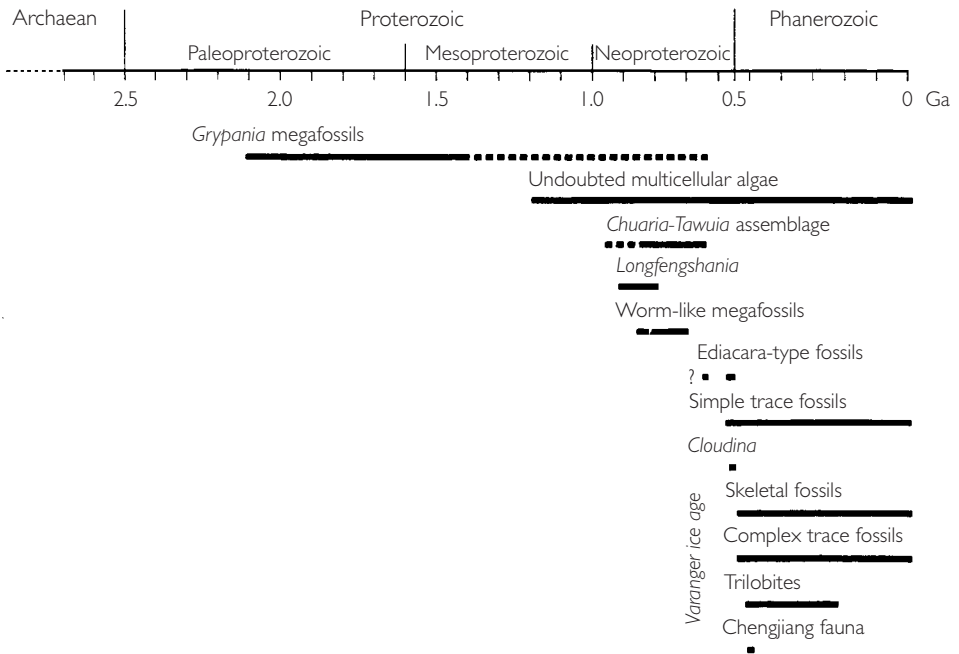 Archaean Proterozoic Phanerozoic
Paleoproterozoic Mesoproterozoic Neoproterozoic
2.5 2.0 1.5 1.0 0.5 0 Ga
Grypania megafossils
Undoubted multicellular algae
Chuaria-Tawuia assemblage
Longfengshania
Worm-like megafossils
Ediacara-type fossils
?
Simple trace fossils
Cloudina
Skeletal fossils
Varanger ice age
Complex trace fossils
Trilobites
Chengjiang fauna